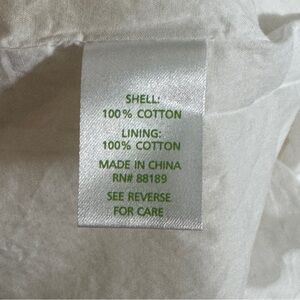 SHELL:
100% COTTON
LINING:
100% COTTON
MADE IN CHINA
RN# 88189
SEE REVERSE
FOR CARE